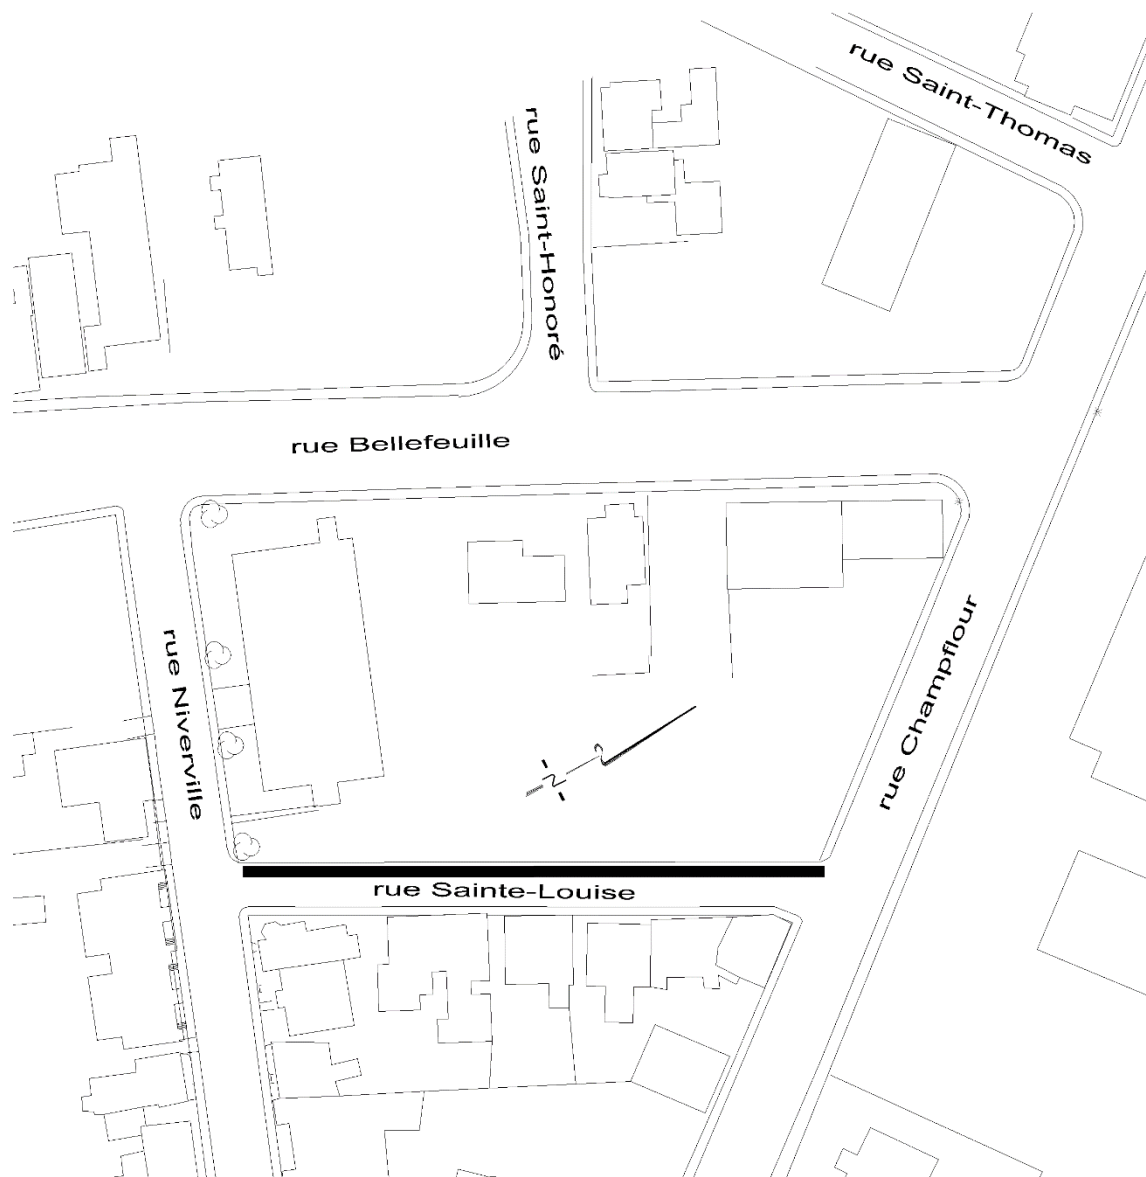 rue Saint-Thomas
rue Saint-Honoré
rue Bellefeuille
rue Niverville
rue Champflour
rue Sainte-Louise